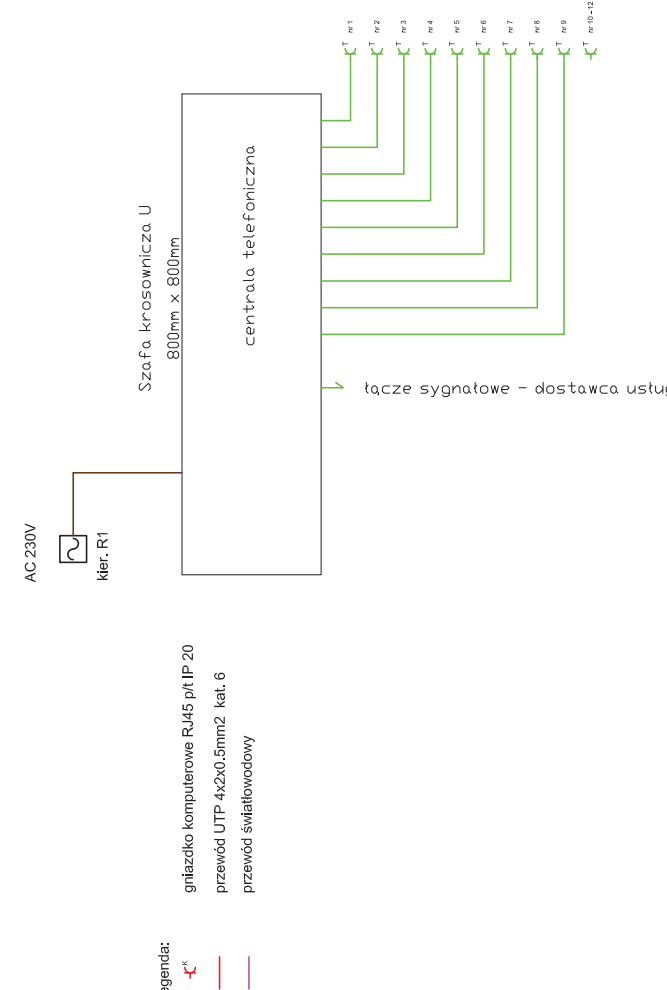 T nr 1
T nr 2
T nr 3
T nr 4
T nr 5
T nr 6
T nr 7
T nr 8
T nr 9
T nr 10-12
Szafa krosownicza U
800mm x 800mm
centrala telefoniczna
łącze sygnałowe - dostawca usług
AC 230V
kier. R1
egenda:
K
gniazdko komputerowe RJ45 p/t IP 20
przewód UTP 4x2x0.5mm2 kat. 6
przewód światłowodowy